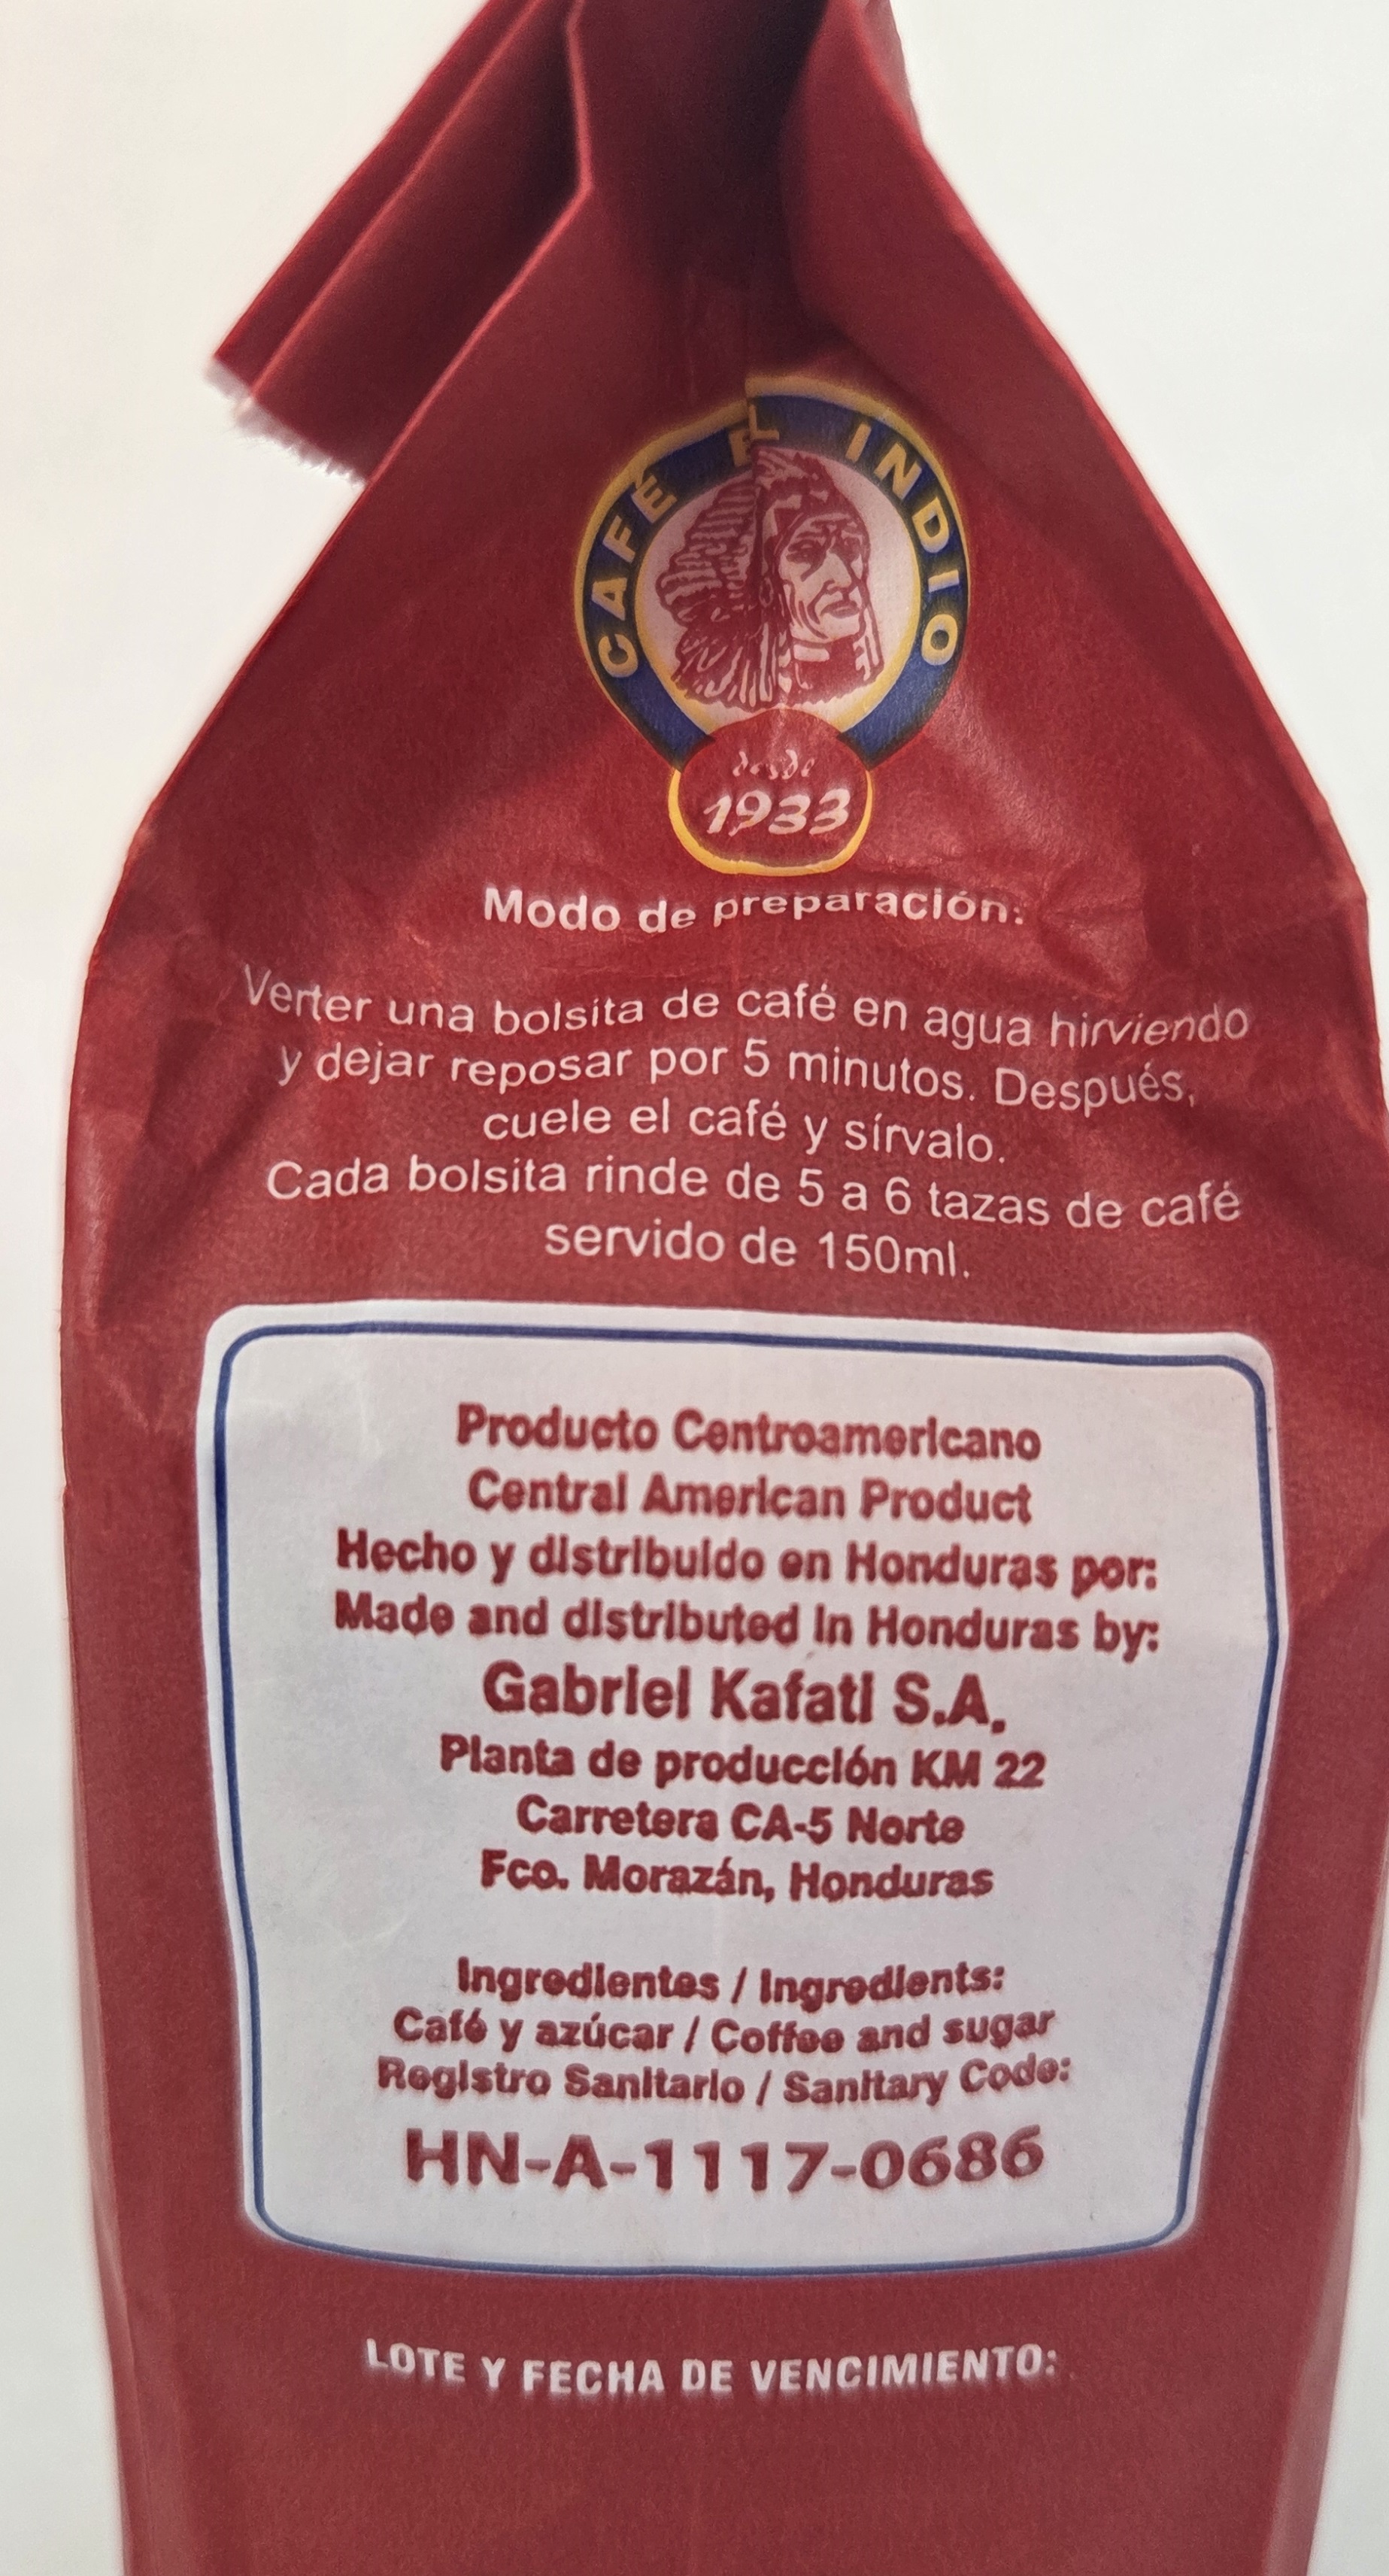 CAFÉ EL INDIO
desde
1933
Modo de preparación:
Verter una bolsita de café en agua hirviendo
y dejar reposar por 5 minutos. Después,
cuele el café y sírvalo.
Cada bolsita rinde de 5 a 6 tazas de café
servido de 150ml.
Producto Centroamericano
Central American Product
Hecho y distribuido en Honduras por:
Made and distributed in Honduras by:
Gabriel Kafati S.A.
Planta de producción KM 22
Carretera CA-5 Norte
Fco. Morazán, Honduras
Ingredientes / Ingredients:
Café y azúcar / Coffee and sugar
Registro Sanitario / Sanitary Code:
HN-A-1117-0686
LOTE Y FECHA DE VENCIMIENTO: